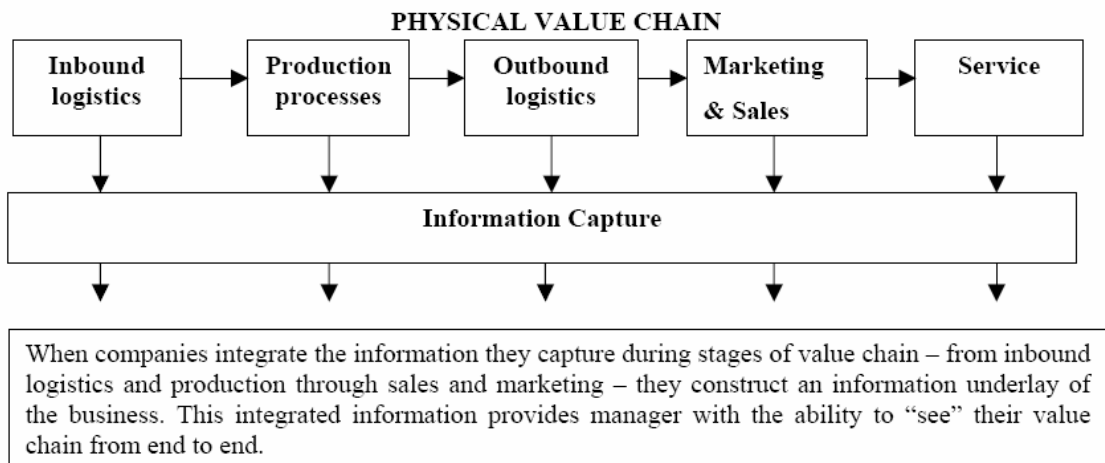 PHYSICAL VALUE CHAIN
Inbound
logistics
Production
processes
Outbound
logistics
Marketing
& Sales
Service
Information Capture
When companies integrate the information they capture during stages of value chain – from inbound
logistics and production through sales and marketing – they construct an information underlay of
the business. This integrated information provides manager with the ability to “see” their value
chain from end to end.